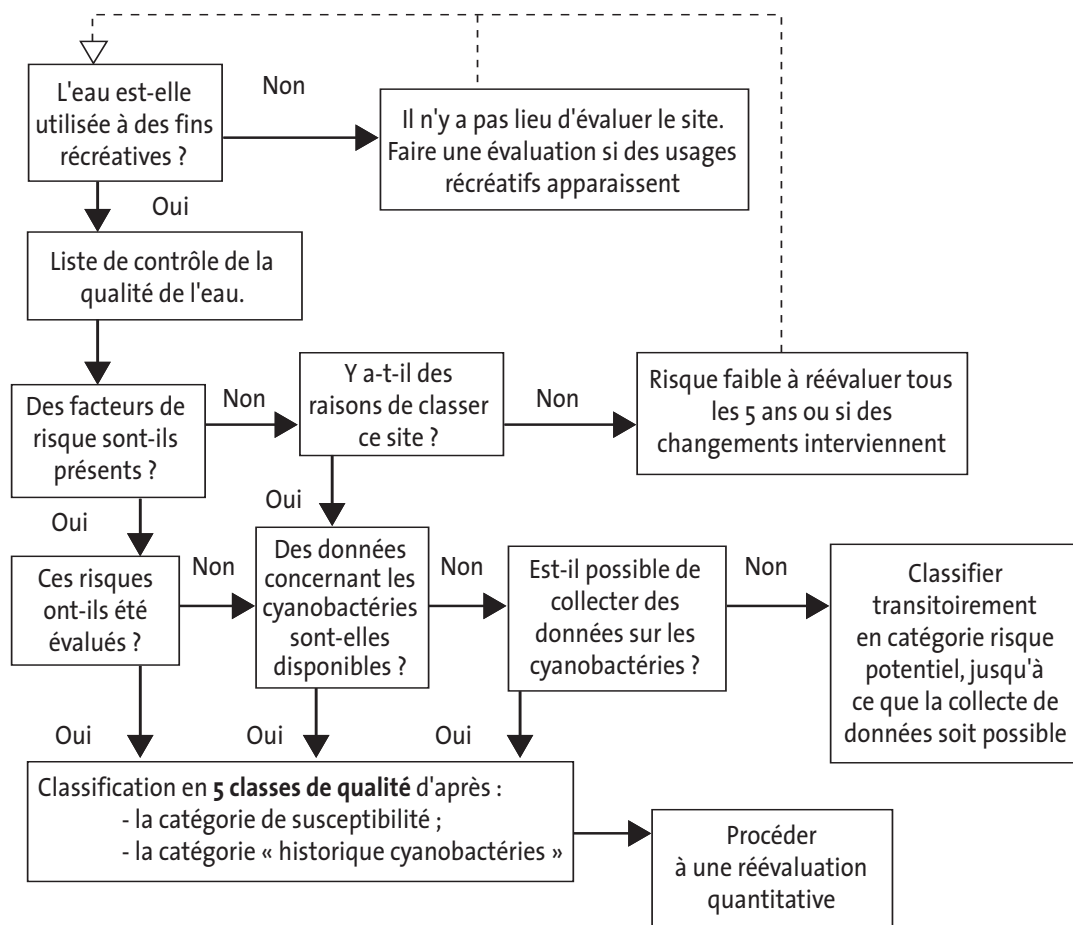 L'eau est-elle
utilisée à des fins
récréatives ?
Non
Il n'y a pas lieu d'évaluer le site.
Faire une évaluation si des usages
récréatifs apparaissent
Oui
Liste de contrôle de la
qualité de l'eau.
Des facteurs de
risque sont-ils
présents ?
Non
Y a-t-il des
raisons de classer
ce site ?
Non
Risque faible à réévaluer tous
les 5 ans ou si des
changements interviennent
Oui
Oui
Ces risques
ont-ils été
évalués ?
Non
Des données
concernant les
cyanobactéries
sont-elles
disponibles ?
Non
Est-il possible de
collecter des
données sur les
cyanobactéries ?
Non
Classifier
transitoirement
en catégorie risque
potentiel, jusqu'à
ce que la collecte de
données soit possible
Oui
Oui
Oui
Classification en 5 classes de qualité d'après :
- la catégorie de susceptibilité ;
- la catégorie « historique cyanobactéries »
Procéder
à une réévaluation
quantitative